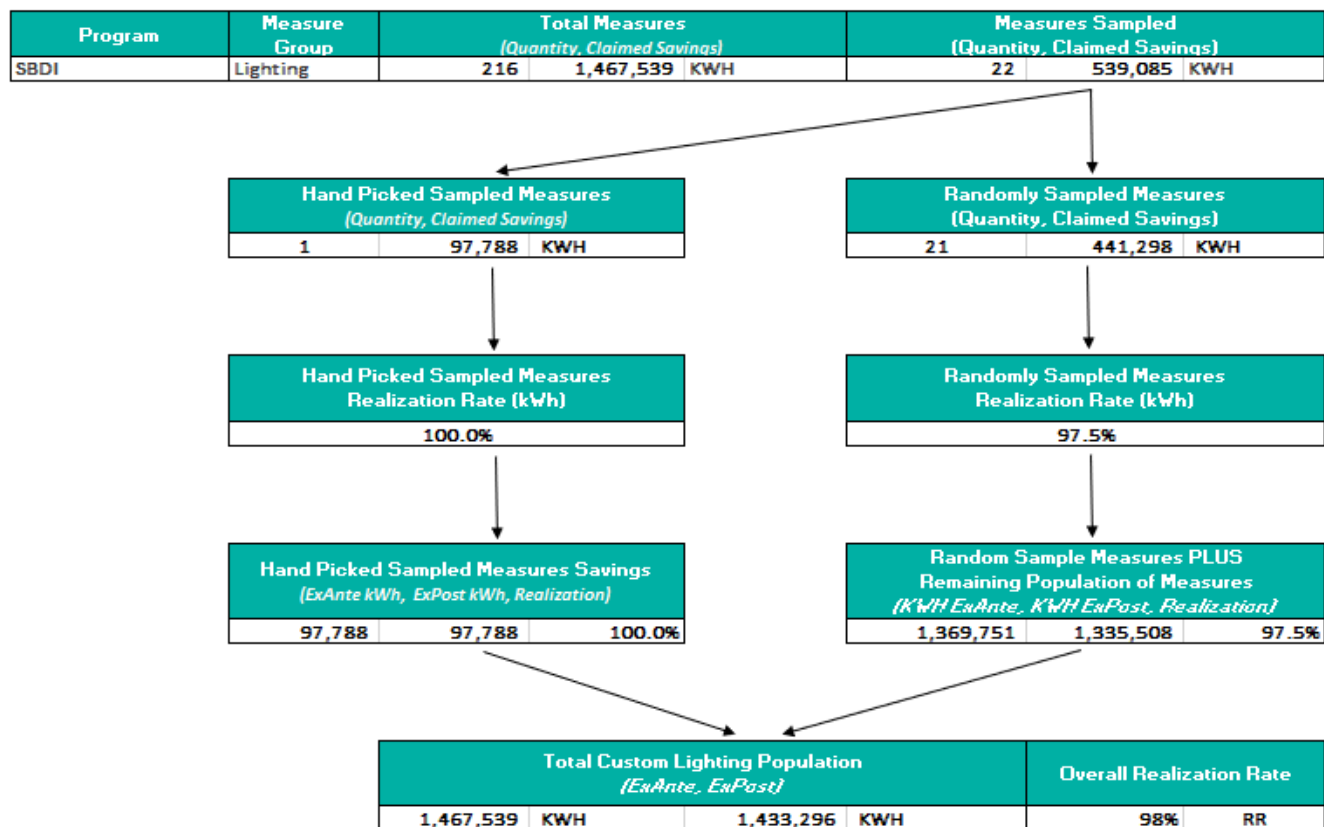 Program Measure Group Total Measures (Quantity, Claimed Savings) Measures Sampled (Quantity, Claimed Savings)
SBDI Lighting 216 1,467,539 KWH 22 539,085 KWH
Hand Picked Sampled Measures
(Quantity, Claimed Savings)
1 97,788 KWH
Randomly Sampled Measures
(Quantity, Claimed Savings)
21 441,298 KWH
Hand Picked Sampled Measures
Realization Rate (kWh)
100.0%
Randomly Sampled Measures
Realization Rate (kWh)
97.5%
Hand Picked Sampled Measures Savings
(ExAnte kWh, ExPost kWh, Realization)
97,788 97,788 100.0%
Random Sample Measures PLUS
Remaining Population of Measures
(KWH ExAnte, KWH ExPost, Realization)
1,369,751 1,335,508 97.5%
Total Custom Lighting Population
(ExAnte, ExPost)
Overall Realization Rate
1,467,539 KWH 1,433,296 KWH 98% RR